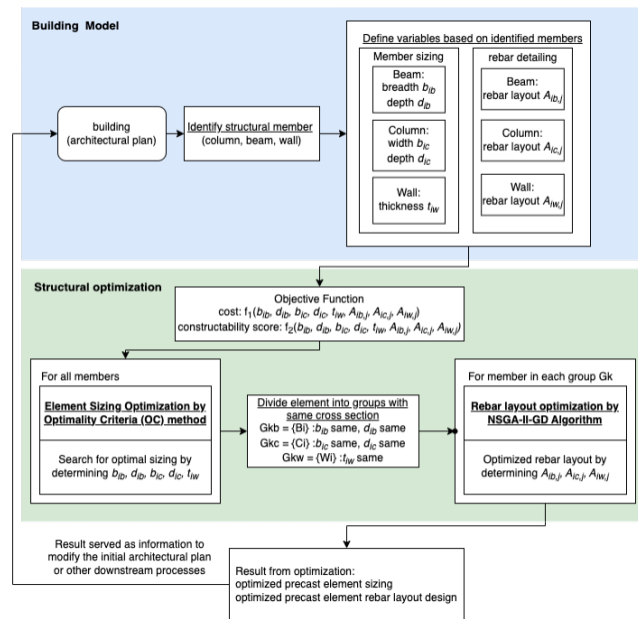 Building Model
Define variables based on identified members
Member sizing
Beam:
breadth b_ib
depth d_ib
Column:
width b_ic
depth d_ic
Wall:
thickness t_iw
rebar detailing
Beam:
rebar layout A_ib,j
Column:
rebar layout A_ic,j
Wall:
rebar layout A_iw,j
building
(architectural plan)
Identify structural member
(column, beam, wall)
Structural optimization
Objective Function
cost: f₁(b_ib, d_ib, b_ic, d_ic, t_iw, A_ib,j, A_ic,j, A_iw,j)
constructability score: f₂(b_ib, d_ib, b_ic, d_ic, t_iw, A_ib,j, A_ic,j, A_iw,j)
For all members
Element Sizing Optimization by
Optimality Criteria (OC) method
Search for optimal sizing by
determining b_ib, d_ib, b_ic, d_ic, t_iw
Divide element into groups with
same cross section
Gkb = {Bi} :b_ib same, d_ib same
Gkc = {Ci} :b_ic same, d_ic same
Gkw = {Wi} :t_iw same
For member in each group Gk
Rebar layout optimization by
NSGA-II-GD Algorithm
Optimized rebar layout by
determining A_ib,j, A_ic,j, A_iw,j
Result served as information to
modify the initial architectural plan
or other downstream processes
Result from optimization:
optimized precast element sizing
optimized precast element rebar layout design